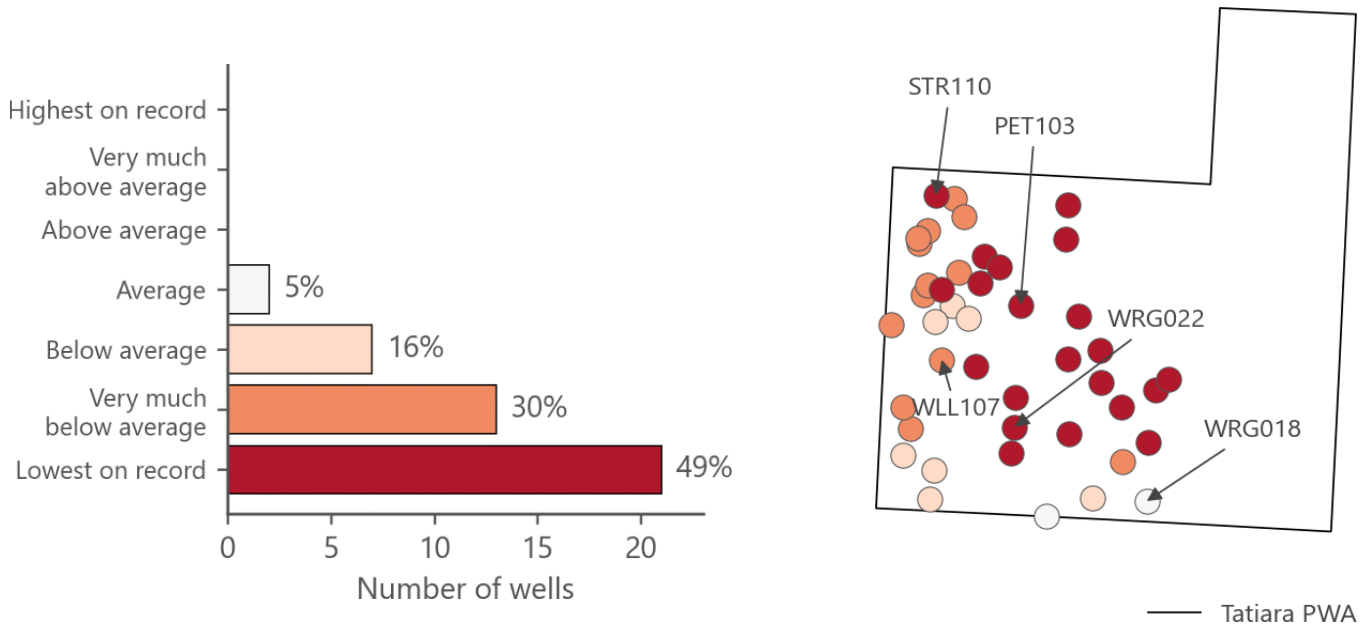 Highest on record
Very much
above average
Above average
Average
5%
Below average
16%
Very much
below average
30%
Lowest on record
49%
0 5 10 15 20
Number of wells
STR110
PET103
WRG022
WLL107
WRG018
Tatiara PWA